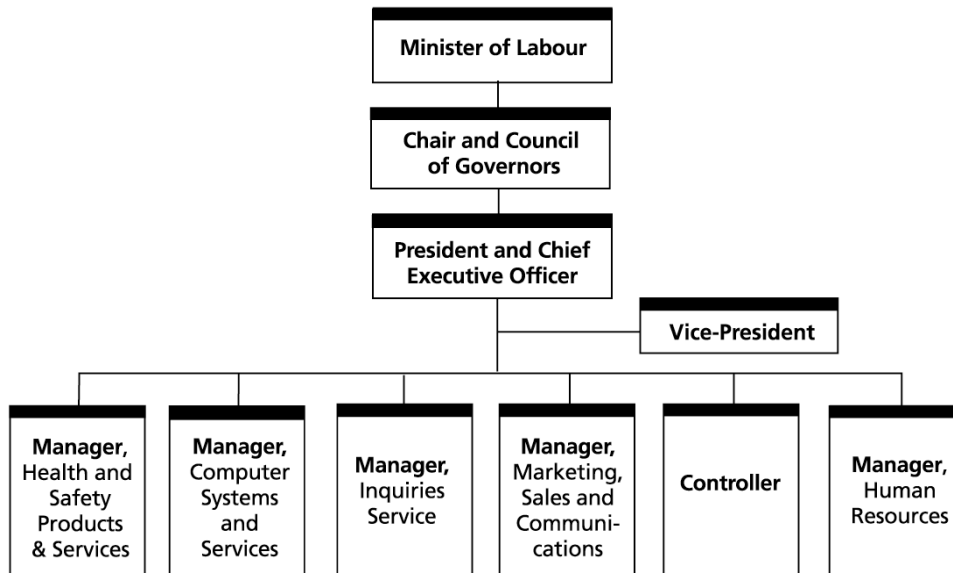 Minister of Labour
Chair and Council
of Governors
President and Chief
Executive Officer
Vice-President
Manager,
Health and
Safety
Products
& Services
Manager,
Computer
Systems
and
Services
Manager,
Inquiries
Service
Manager,
Marketing,
Sales and
Communi-
cations
Controller
Manager,
Human
Resources